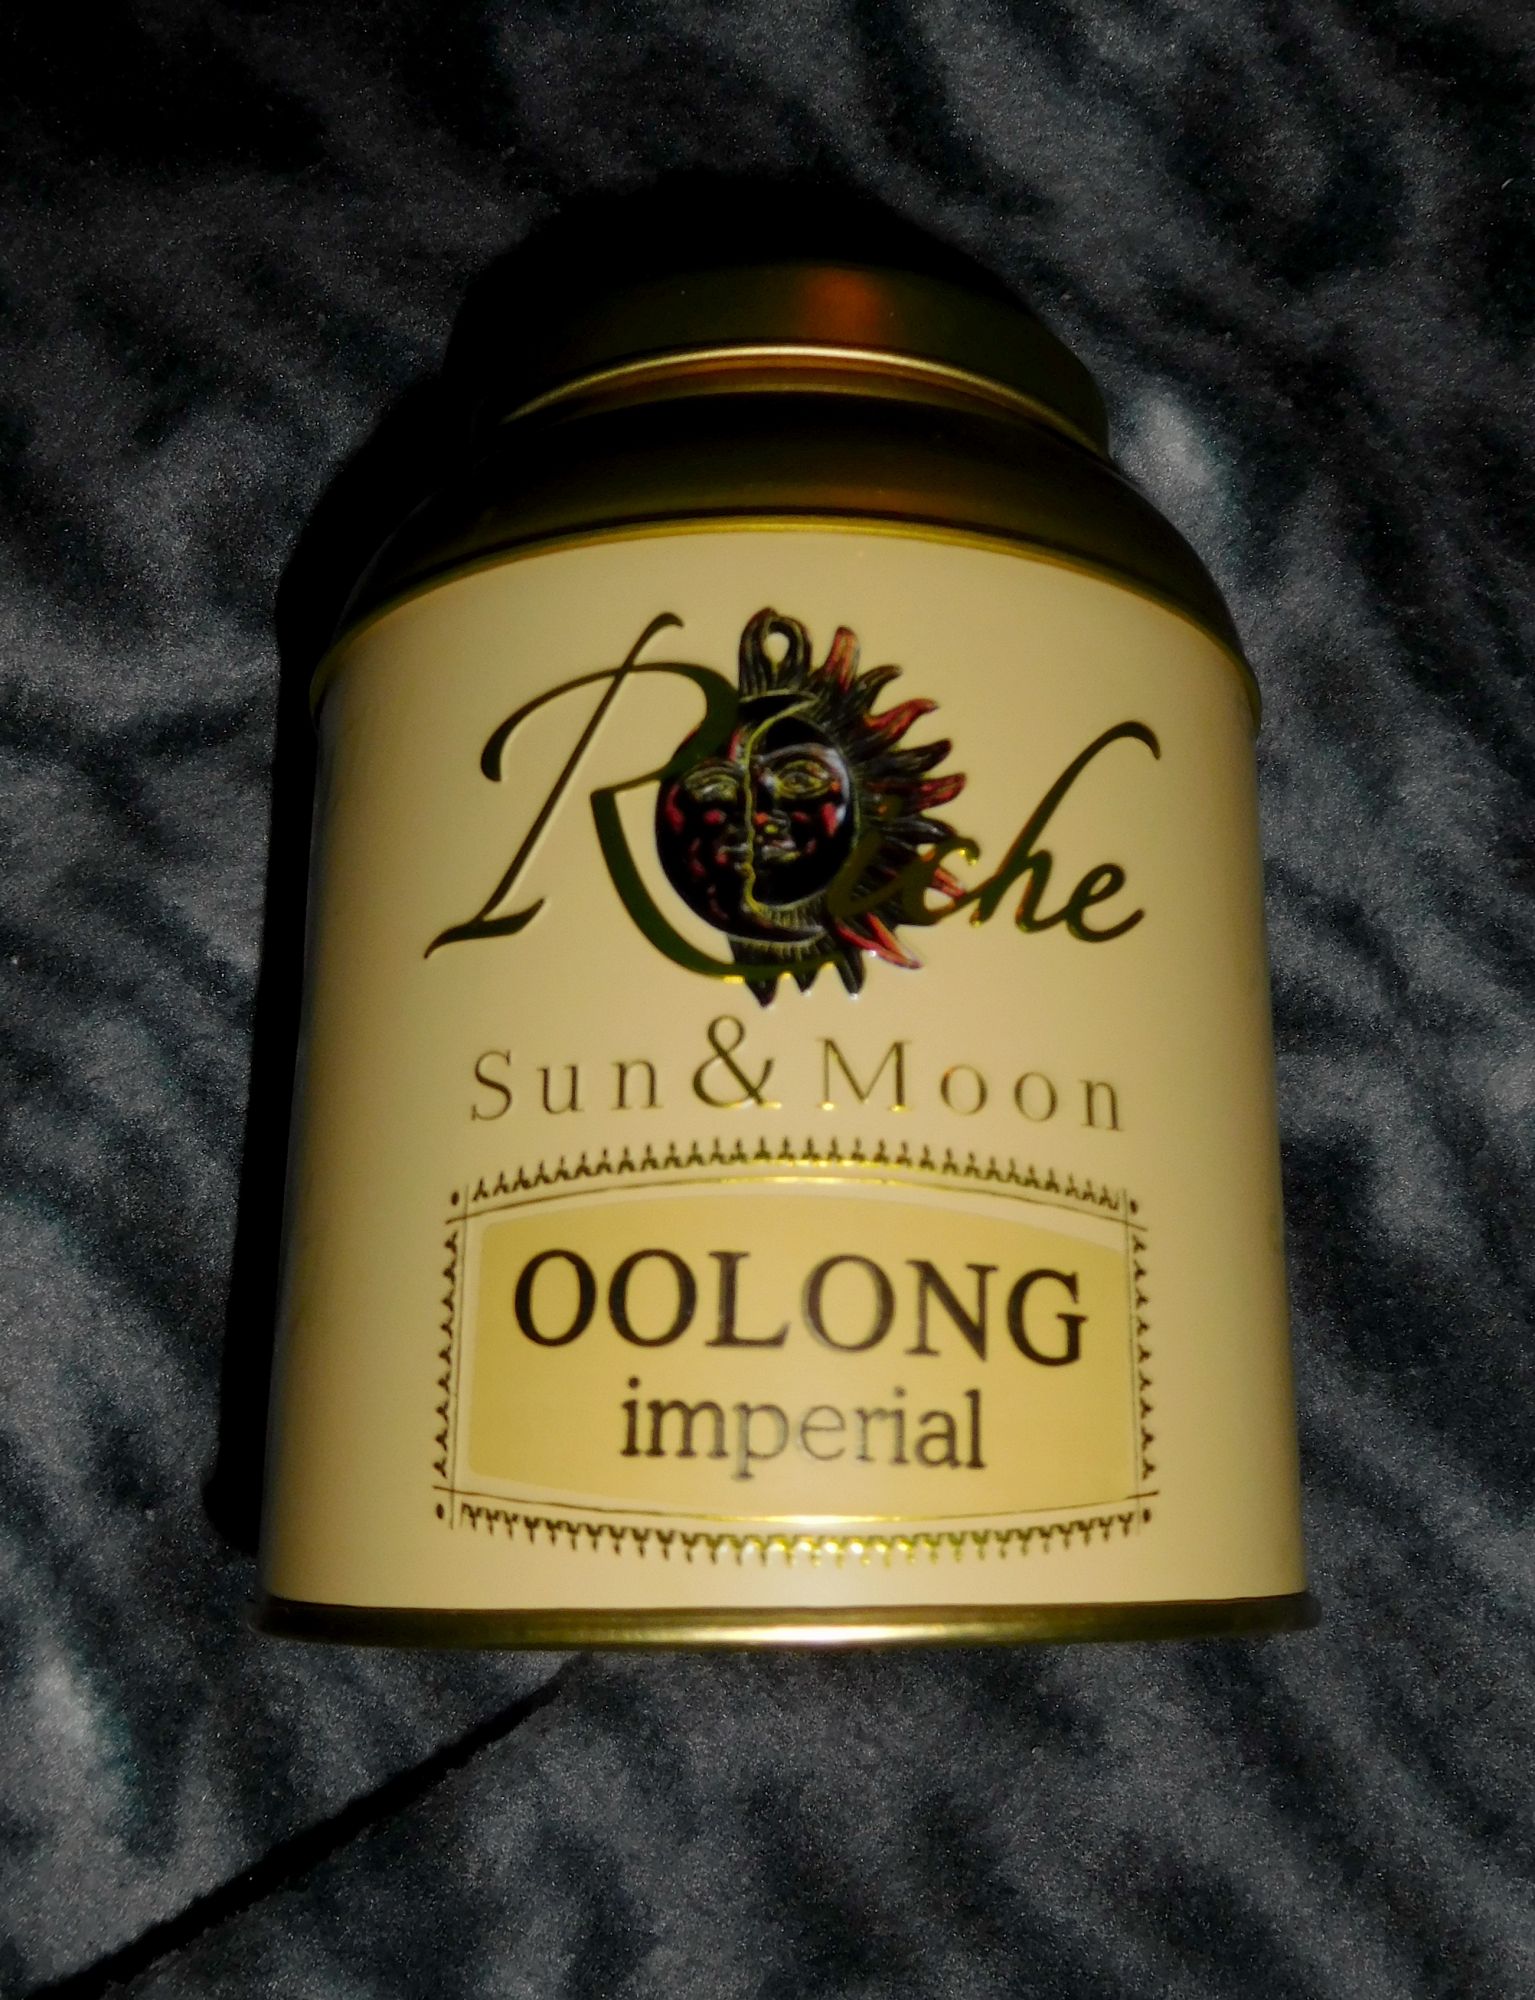 Riche
Sun & Moon
OOLONG
imperial